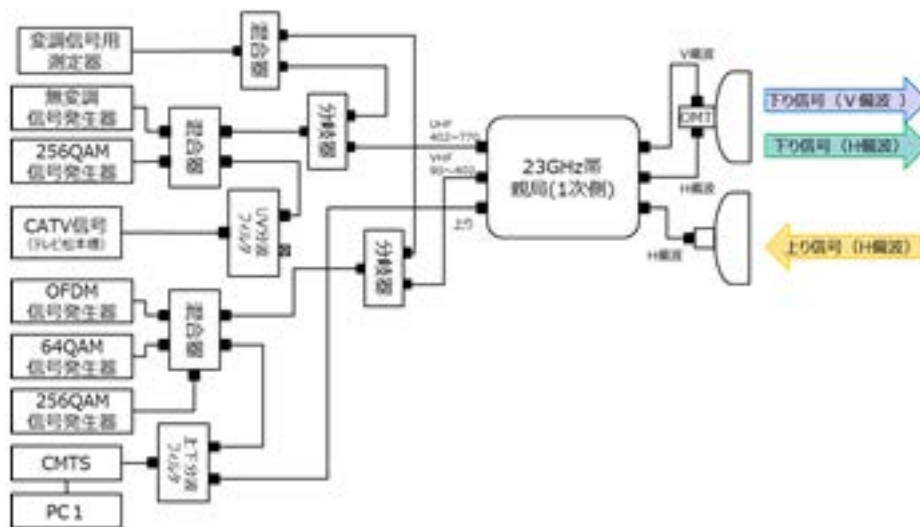 変調信号用
測定器
混合器
無変調
信号発生器
混合器
分岐器
256QAM
信号発生器
CATV信号
(テレビ松本様)
UV分波
フィルタ
分岐器
OFDM
信号発生器
混合器
64QAM
信号発生器
256QAM
信号発生器
CMTS
上下分波
フィルタ
PC1
UHF
402~770
VHF
90~402
上り
23GHz帯
親局(1次側)
V偏波
OMT
H偏波
H偏波
下り信号(V偏波)
下り信号(H偏波)
上り信号(H偏波)